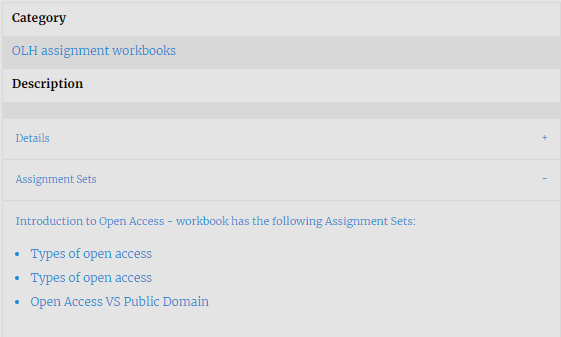 Category
OLH assignment workbooks
Description
Details +
Assignment Sets -
Introduction to Open Access - workbook has the following Assignment Sets:
• Types of open access
• Types of open access
• Open Access VS Public Domain